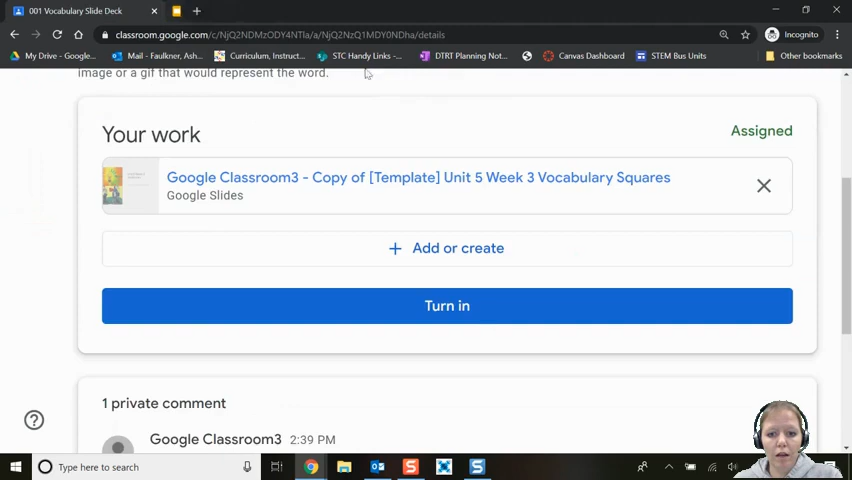 001 Vocabulary Slide Deck
classroom.google.com/c/NjQ2NDMzODY4NTla/a/NjQ2NzQ1MDY0NDha/details
Incognito
My Drive - Google...
Mail - Faulkner, Ash...
Curriculum, Instruct...
STC Handy Links -...
DTRT Planning Not...
Canvas Dashboard
STEM Bus Units
Other bookmarks
image or a gif that would represent the word.
Your work
Assigned
Google Classroom3 - Copy of [Template] Unit 5 Week 3 Vocabulary Squares
Google Slides
+ Add or create
Turn in
1 private comment
Google Classroom3 2:39 PM
Type here to search